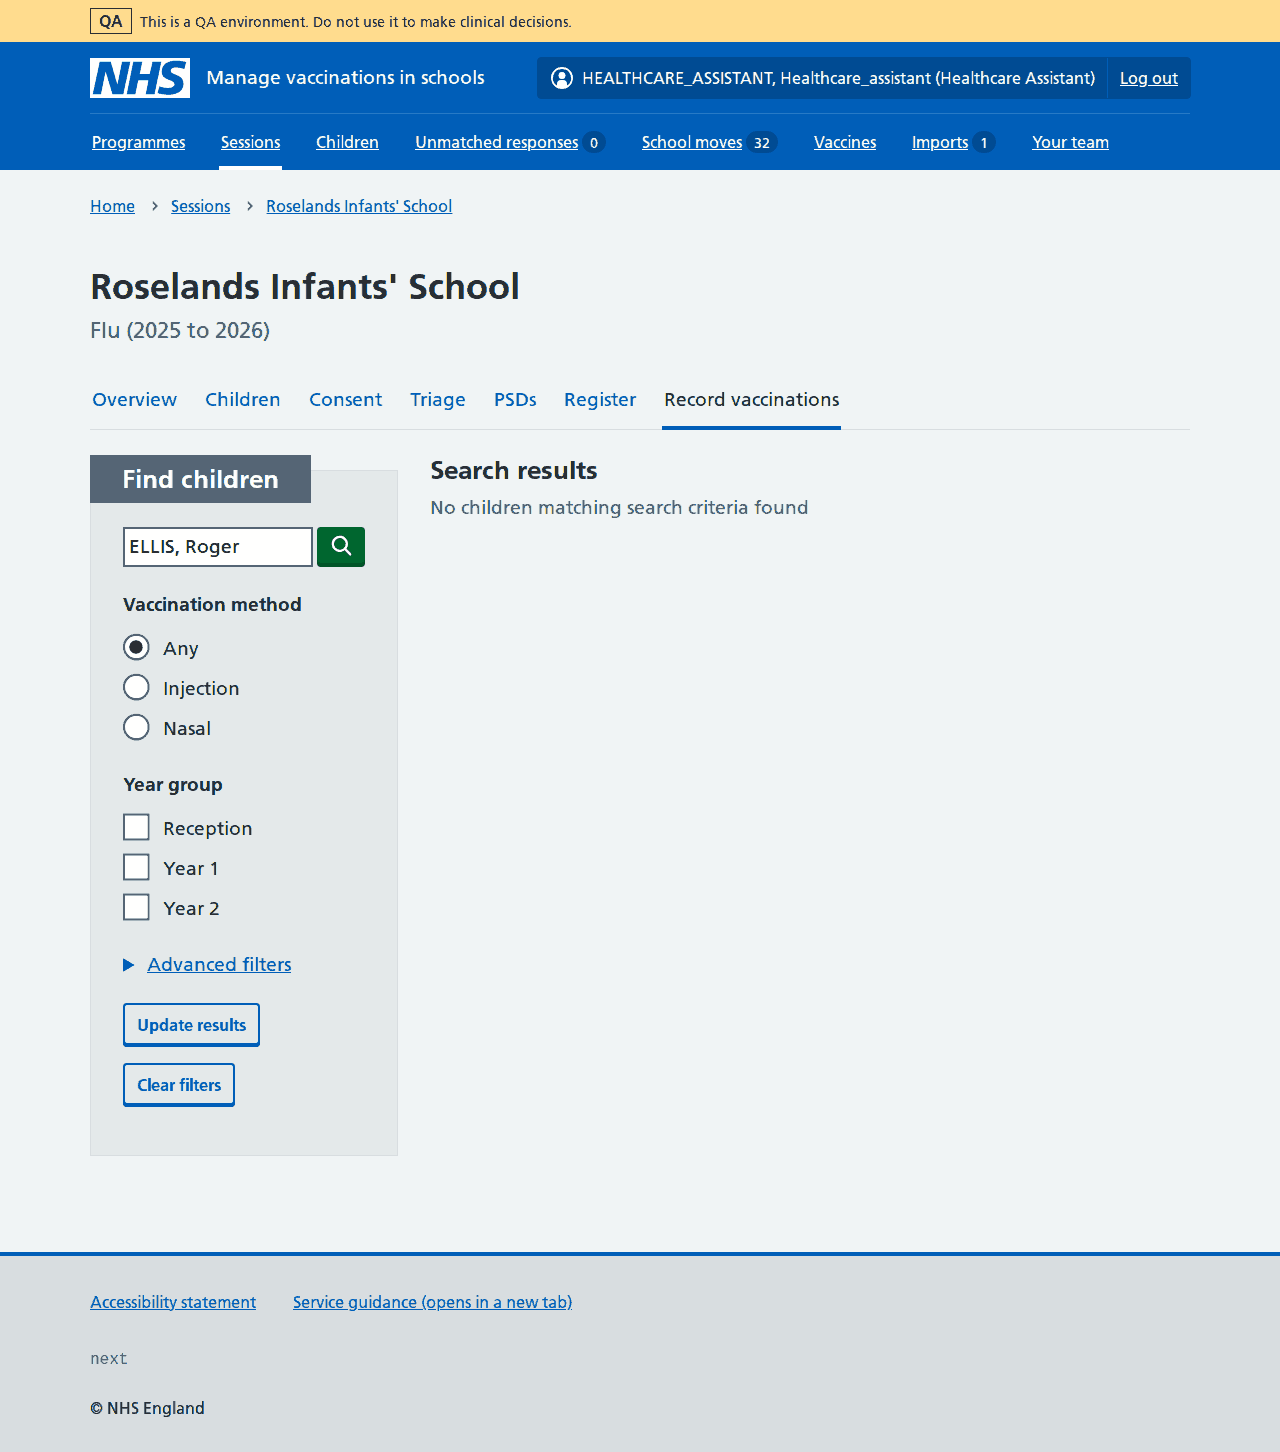 QA This is a QA environment. Do not use it to make clinical decisions.
NHS Manage vaccinations in schools HEALTHCARE_ASSISTANT, Healthcare_assistant (Healthcare Assistant) Log out
Programmes Sessions Children Unmatched responses 0 School moves 32 Vaccines Imports 1 Your team
Home Sessions Roselands Infants' School
Roselands Infants' School
Flu (2025 to 2026)
Overview Children Consent Triage PSDs Register Record vaccinations
Find children
ELLIS, Roger
Vaccination method
Any
Injection
Nasal
Year group
Reception
Year 1
Year 2
Advanced filters
Update results
Clear filters
Search results
No children matching search criteria found
Accessibility statement Service guidance (opens in a new tab)
next
© NHS England